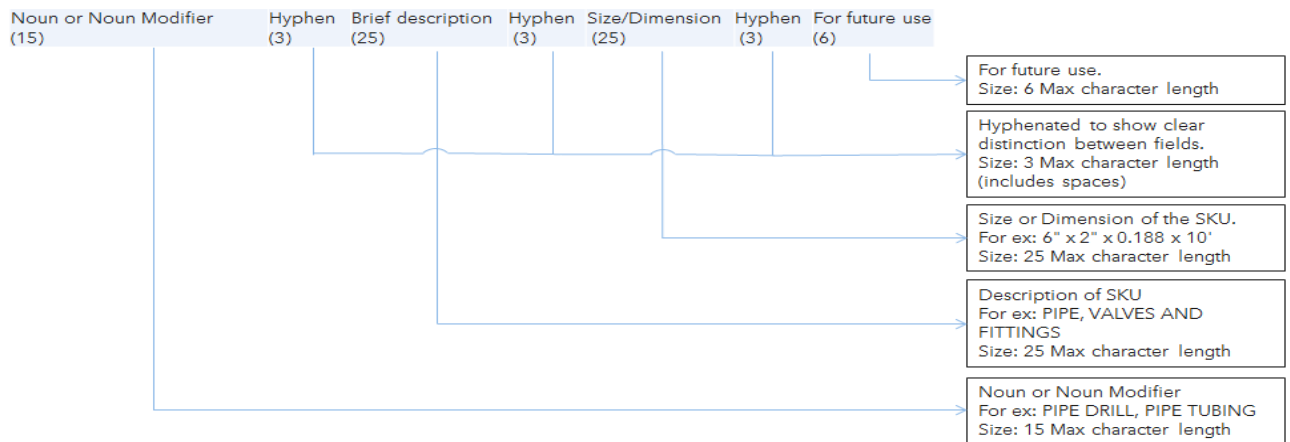 Noun or Noun Modifier Hyphen Brief description Hyphen Size/Dimension Hyphen For future use
(15) (3) (25) (3) (25) (3) (6)
For future use.
Size: 6 Max character length
Hyphenated to show clear
distinction between fields.
Size: 3 Max character length
(includes spaces)
Size or Dimension of the SKU.
For ex: 6" x 2" x 0.188 x 10'
Size: 25 Max character length
Description of SKU
For ex: PIPE, VALVES AND
FITTINGS
Size: 25 Max character length
Noun or Noun Modifier
For ex: PIPE DRILL, PIPE TUBING
Size: 15 Max character length